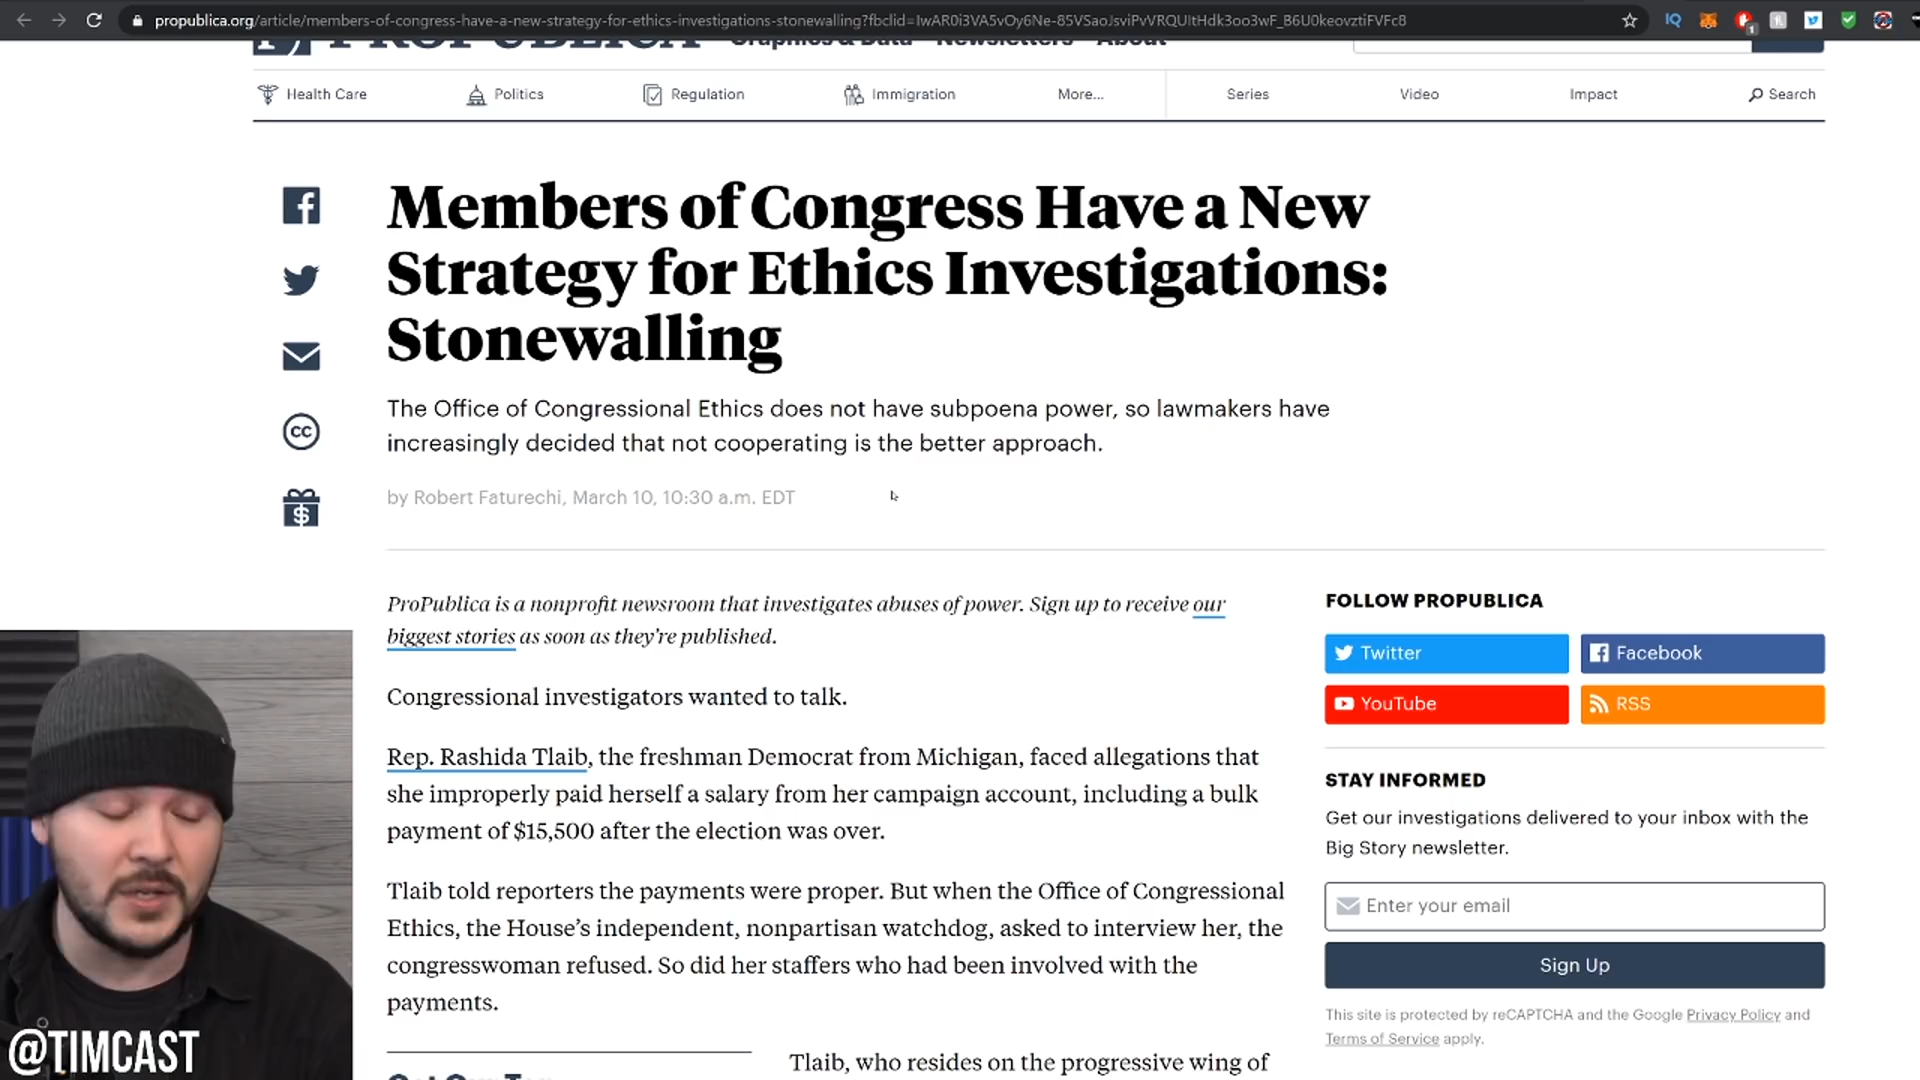 propublica.org/article/members-of-congress-have-a-new-strategy-for-ethics-investigations-stonewalling?fbclid=IwAR0i3VA5vOy6Ne-85VSaoJsviPvVRQUItHdk3oo3wF_B6U0keovztiFVFc8
PROPUBLICA Graphics & Data Newsletters About
Health Care Politics Regulation Immigration More... Series Video Impact Search
Members of Congress Have a New
Strategy for Ethics Investigations:
Stonewalling
The Office of Congressional Ethics does not have subpoena power, so lawmakers have
increasingly decided that not cooperating is the better approach.
by Robert Faturechi, March 10, 10:30 a.m. EDT
ProPublica is a nonprofit newsroom that investigates abuses of power. Sign up to receive our
biggest stories as soon as they’re published.
Congressional investigators wanted to talk.
Rep. Rashida Tlaib, the freshman Democrat from Michigan, faced allegations that
she improperly paid herself a salary from her campaign account, including a bulk
payment of $15,500 after the election was over.
Tlaib told reporters the payments were proper. But when the Office of Congressional
Ethics, the House’s independent, nonpartisan watchdog, asked to interview her, the
congresswoman refused. So did her staffers who had been involved with the
payments.
Tlaib, who resides on the progressive wing of
FOLLOW PROPUBLICA
Twitter Facebook
YouTube RSS
STAY INFORMED
Get our investigations delivered to your inbox with the
Big Story newsletter.
Enter your email
Sign Up
This site is protected by reCAPTCHA and the Google Privacy Policy and
Terms of Service apply.
@TIMCAST